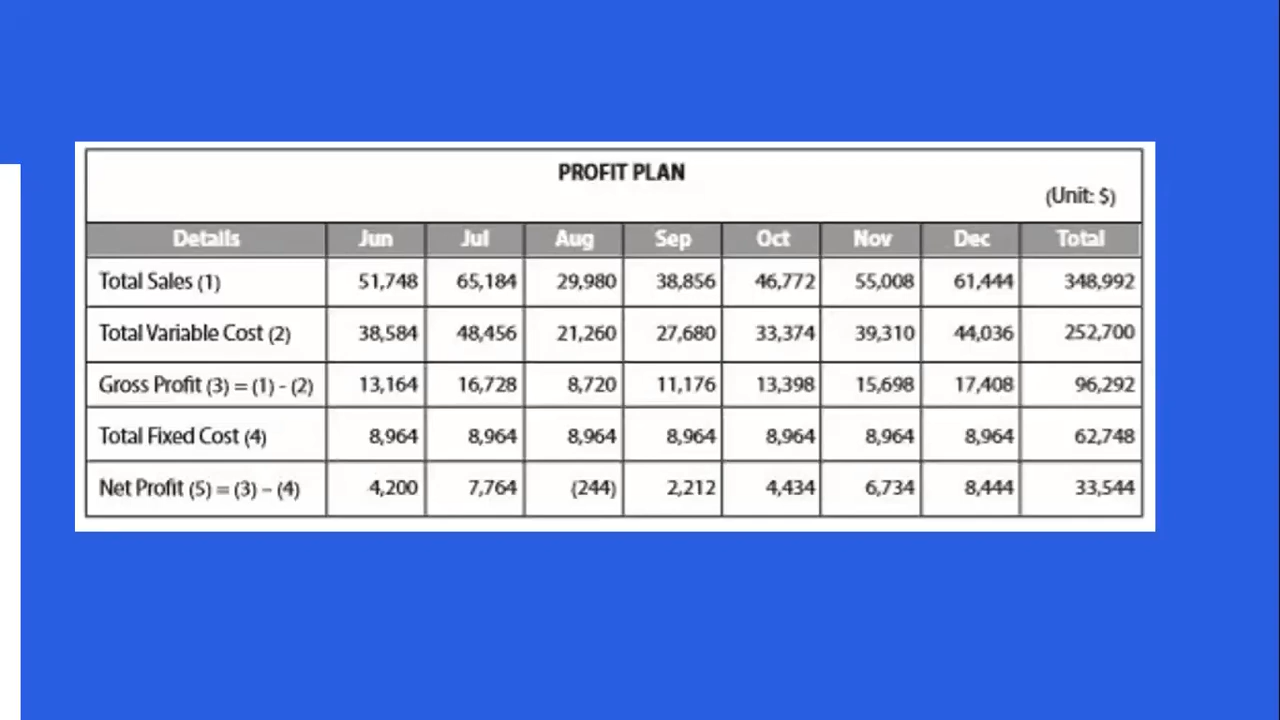 PROFIT PLAN
(Unit: $)
Details Jun Jul Aug Sep Oct Nov Dec Total
Total Sales (1) 51,748 65,184 29,980 38,856 46,772 55,008 61,444 348,992
Total Variable Cost (2) 38,584 48,456 21,260 27,680 33,374 39,310 44,036 252,700
Gross Profit (3) = (1) - (2) 13,164 16,728 8,720 11,176 13,398 15,698 17,408 96,292
Total Fixed Cost (4) 8,964 8,964 8,964 8,964 8,964 8,964 8,964 62,748
Net Profit (5) = (3) – (4) 4,200 7,764 (244) 2,212 4,434 6,734 8,444 33,544